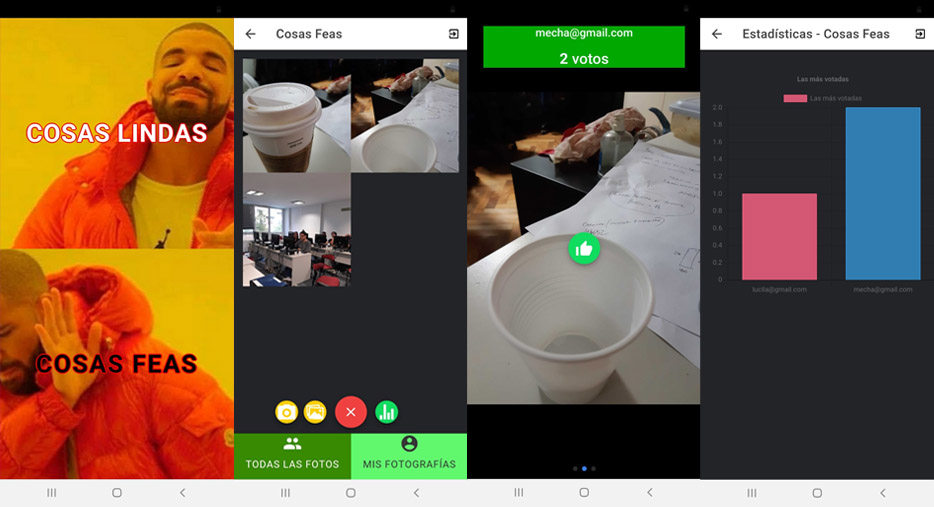 COSAS LINDAS
COSAS FEAS
Cosas Feas
TODAS LAS FOTOS
MIS FOTOGRAFÍAS
mecha@gmail.com
2 votos
Estadísticas - Cosas Feas
Las más votadas
Las más votadas
2.0
1.8
1.6
1.4
1.2
1.0
0.8
0.6
0.4
0.2
0
lucila@gmail.com
mecha@gmail.com